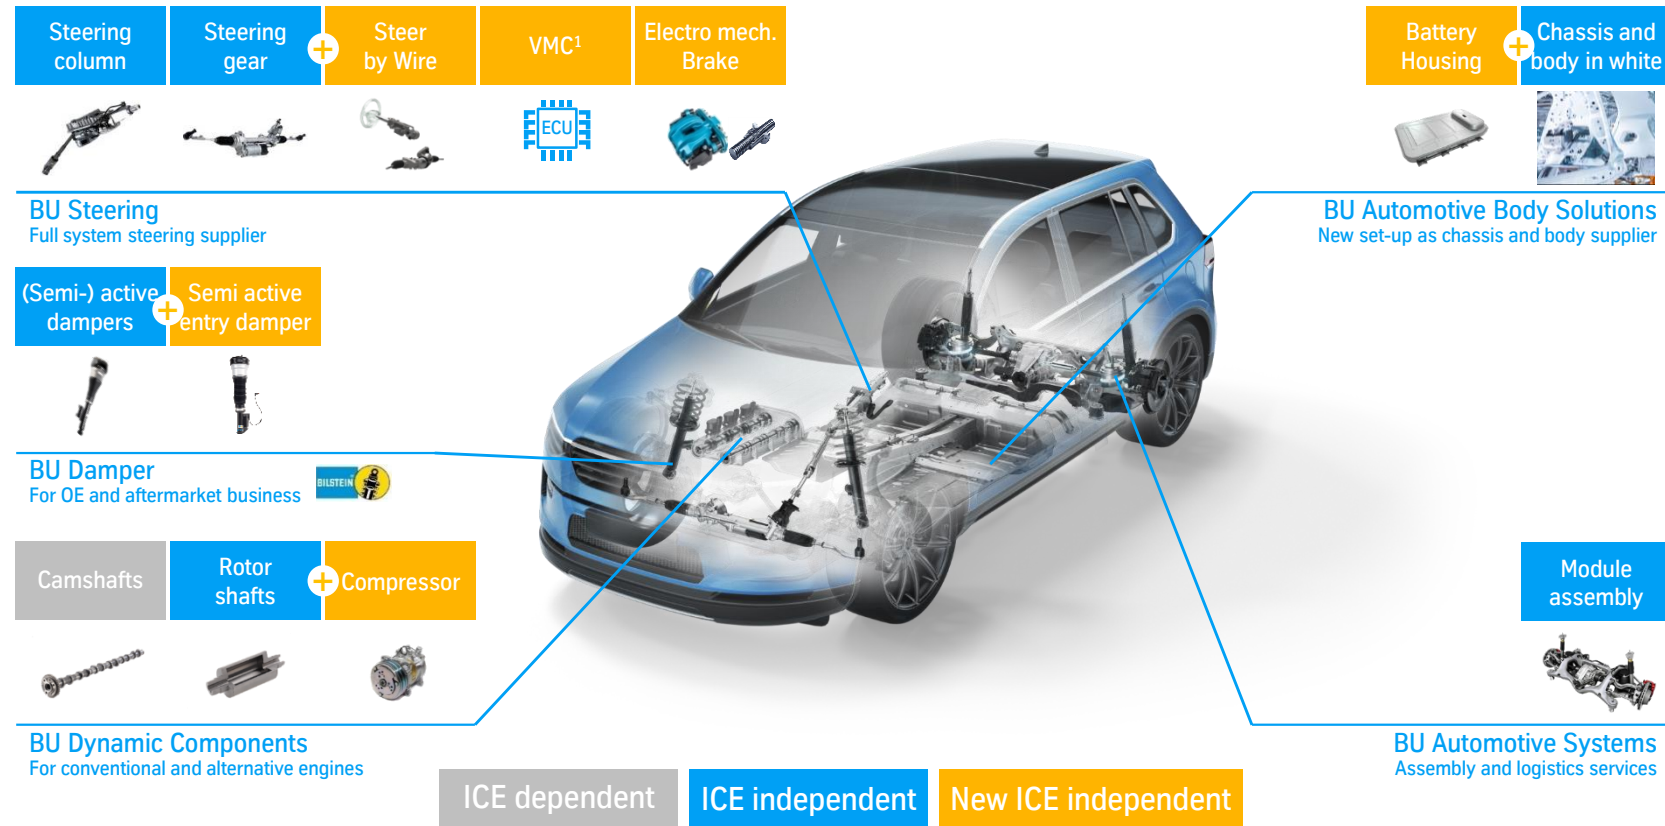 Steering
column
Steering
gear
+
Steer
by Wire
VMC¹
Electro mech.
Brake
ECU
BU Steering
Full system steering supplier
Battery
Housing
+
Chassis and
body in white
BU Automotive Body Solutions
New set-up as chassis and body supplier
(Semi-) active
dampers
+
Semi active
entry damper
BU Damper
For OE and aftermarket business
BILSTEIN
Camshafts
Rotor
shafts
+
Compressor
BU Dynamic Components
For conventional and alternative engines
Module
assembly
BU Automotive Systems
Assembly and logistics services
ICE dependent
ICE independent
New ICE independent